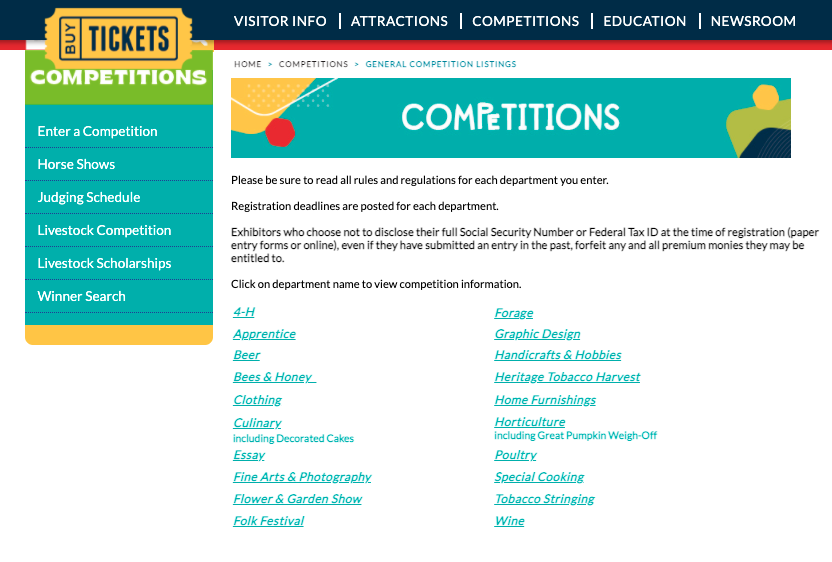 VISITOR INFO | ATTRACTIONS | COMPETITIONS | EDUCATION | NEWSROOM
BUY TICKETS
COMPETITIONS
Enter a Competition
Horse Shows
Judging Schedule
Livestock Competition
Livestock Scholarships
Winner Search
HOME > COMPETITIONS > GENERAL COMPETITION LISTINGS
COMPETITIONS
Please be sure to read all rules and regulations for each department you enter.
Registration deadlines are posted for each department.
Exhibitors who choose not to disclose their full Social Security Number or Federal Tax ID at the time of registration (paper
entry forms or online), even if they have submitted an entry in the past, forfeit any and all premium monies they may be
entitled to.
Click on department name to view competition information.
4-H
Apprentice
Beer
Bees & Honey
Clothing
Culinary
including Decorated Cakes
Essay
Fine Arts & Photography
Flower & Garden Show
Folk Festival
Forage
Graphic Design
Handicrafts & Hobbies
Heritage Tobacco Harvest
Home Furnishings
Horticulture
including Great Pumpkin Weigh-Off
Poultry
Special Cooking
Tobacco Stringing
Wine